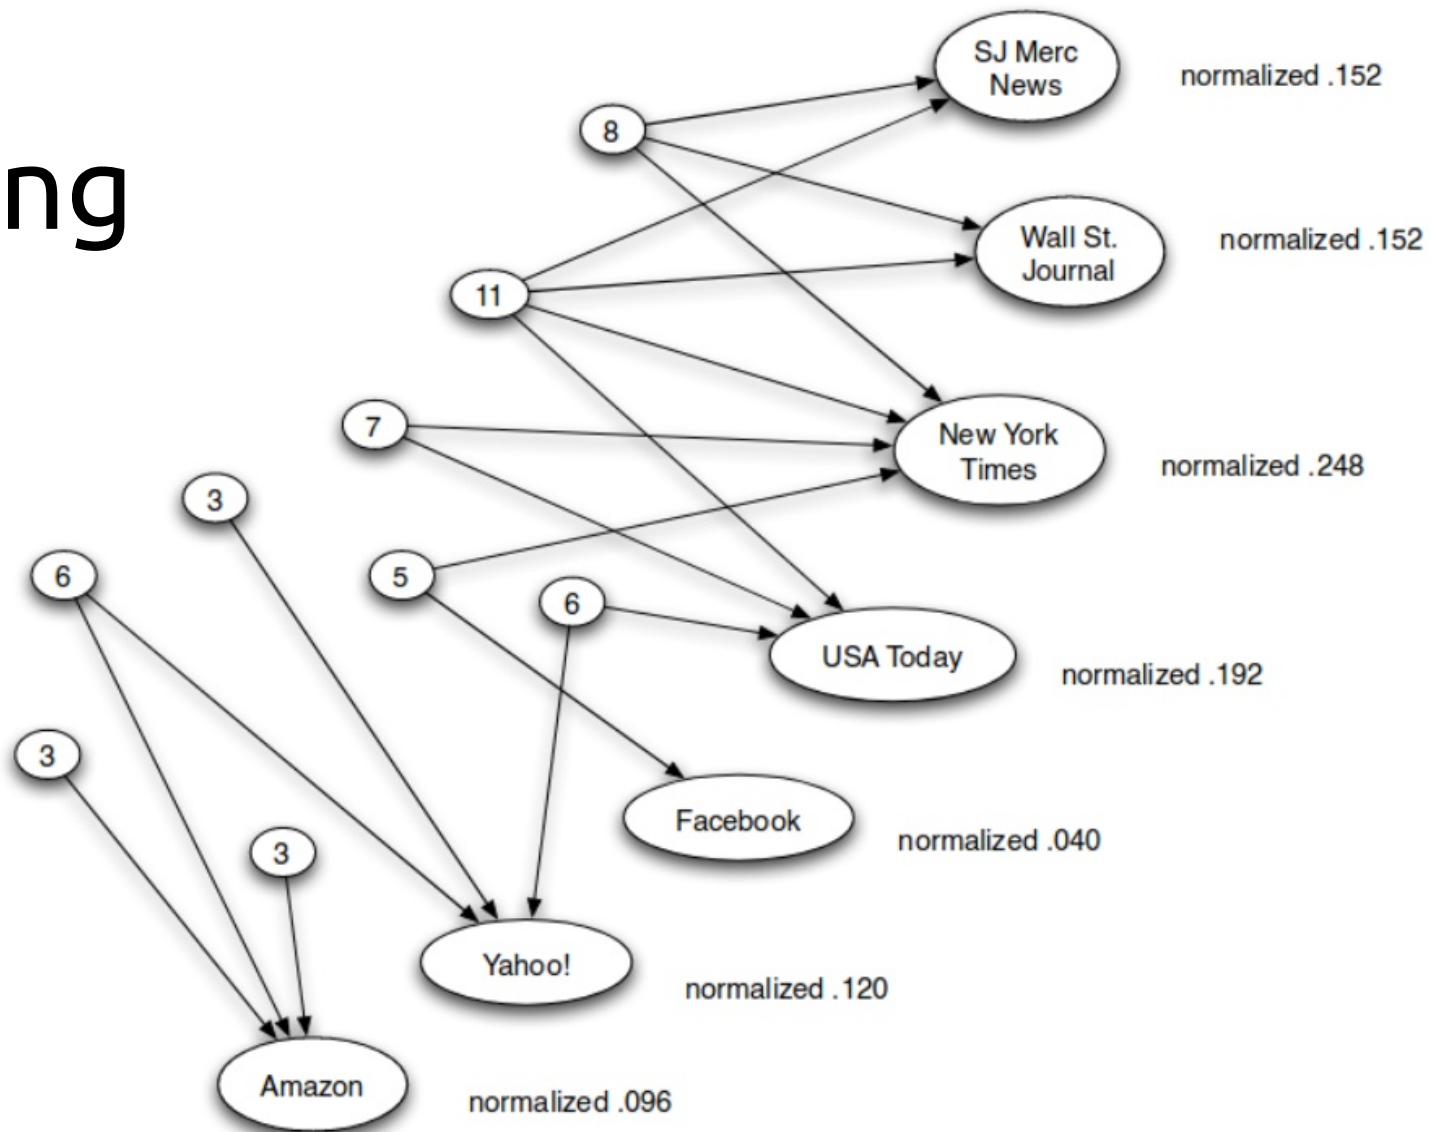 SJ Merc
News
normalized .152
8
ng
Wall St.
Journal
normalized .152
11
7
New York
Times
normalized .248
3
6
5
6
USA Today
normalized .192
3
Facebook
normalized .040
3
Yahoo!
normalized .120
Amazon
normalized .096